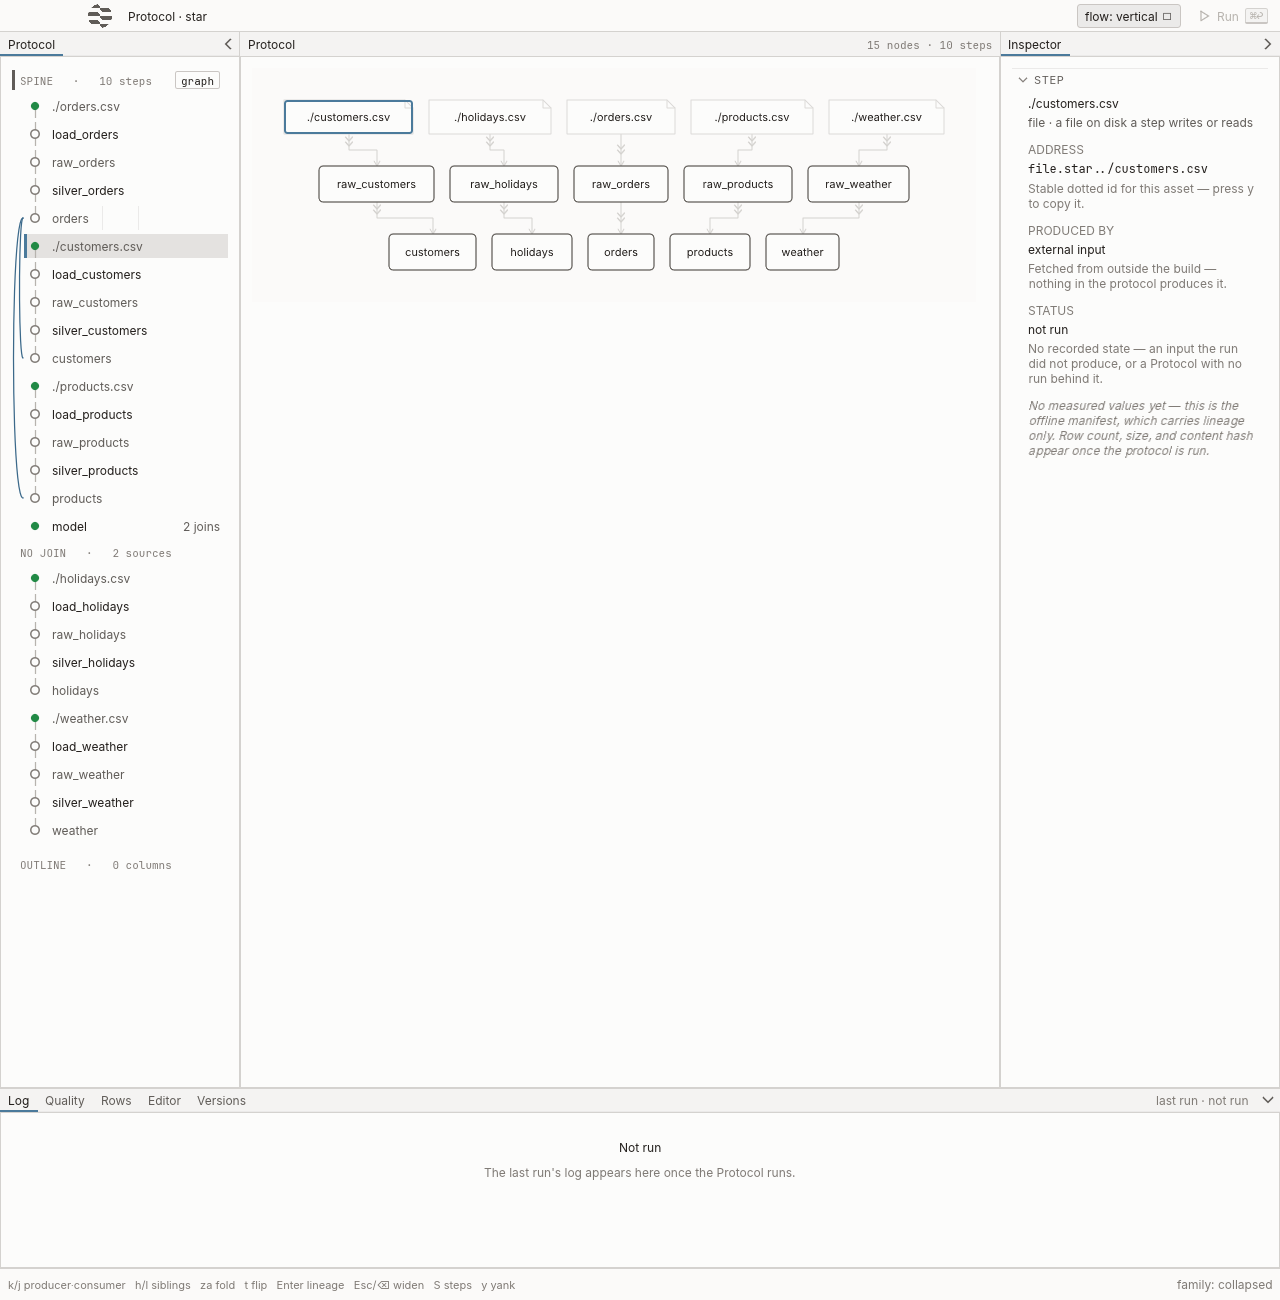 Protocol · star
flow: vertical
Run
Protocol
Protocol
15 nodes · 10 steps
Inspector
SPINE · 10 steps
graph
./orders.csv
load_orders
raw_orders
silver_orders
orders
./customers.csv
load_customers
raw_customers
silver_customers
customers
./products.csv
load_products
raw_products
silver_products
products
model 2 joins
NO JOIN · 2 sources
./holidays.csv
load_holidays
raw_holidays
silver_holidays
holidays
./weather.csv
load_weather
raw_weather
silver_weather
weather
OUTLINE · 0 columns
./customers.csv ./holidays.csv ./orders.csv ./products.csv ./weather.csv
raw_customers raw_holidays raw_orders raw_products raw_weather
customers holidays orders products weather
STEP
./customers.csv
file · a file on disk a step writes or reads
ADDRESS
file.star../customers.csv
Stable dotted id for this asset — press y
to copy it.
PRODUCED BY
external input
Fetched from outside the build —
nothing in the protocol produces it.
STATUS
not run
No recorded state — an input the run
did not produce, or a Protocol with no
run behind it.
No measured values yet — this is the
offline manifest, which carries lineage
only. Row count, size, and content hash
appear once the protocol is run.
Log Quality Rows Editor Versions
last run · not run
Not run
The last run's log appears here once the Protocol runs.
k/j producer·consumer h/l siblings za fold t flip Enter lineage Esc/⌫ widen S steps y yank
family: collapsed